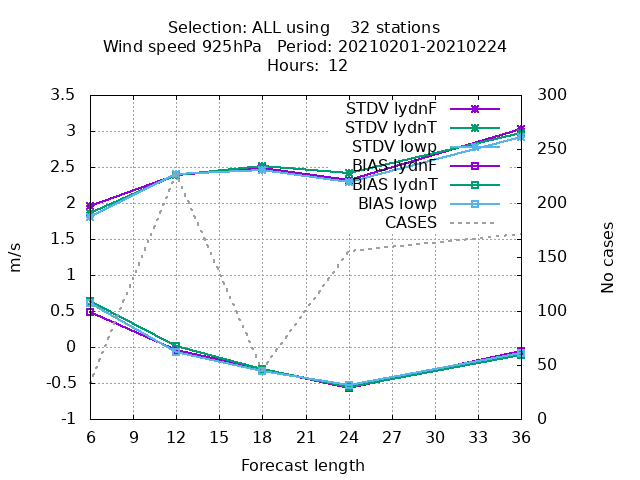 Selection: ALL using    32 stations
Wind speed 925hPa   Period: 20210201-20210224
Hours: 12
3.5
3
2.5
2
1.5
1
0.5
0
-0.5
-1
m/s
STDV lydnF
STDV lydnT
STDV lowp
BIAS lydnF
BIAS lydnT
BIAS lowp
CASES
300
250
200
150
100
50
0
No cases
6 9 12 15 18 21 24 27 30 33 36
Forecast length